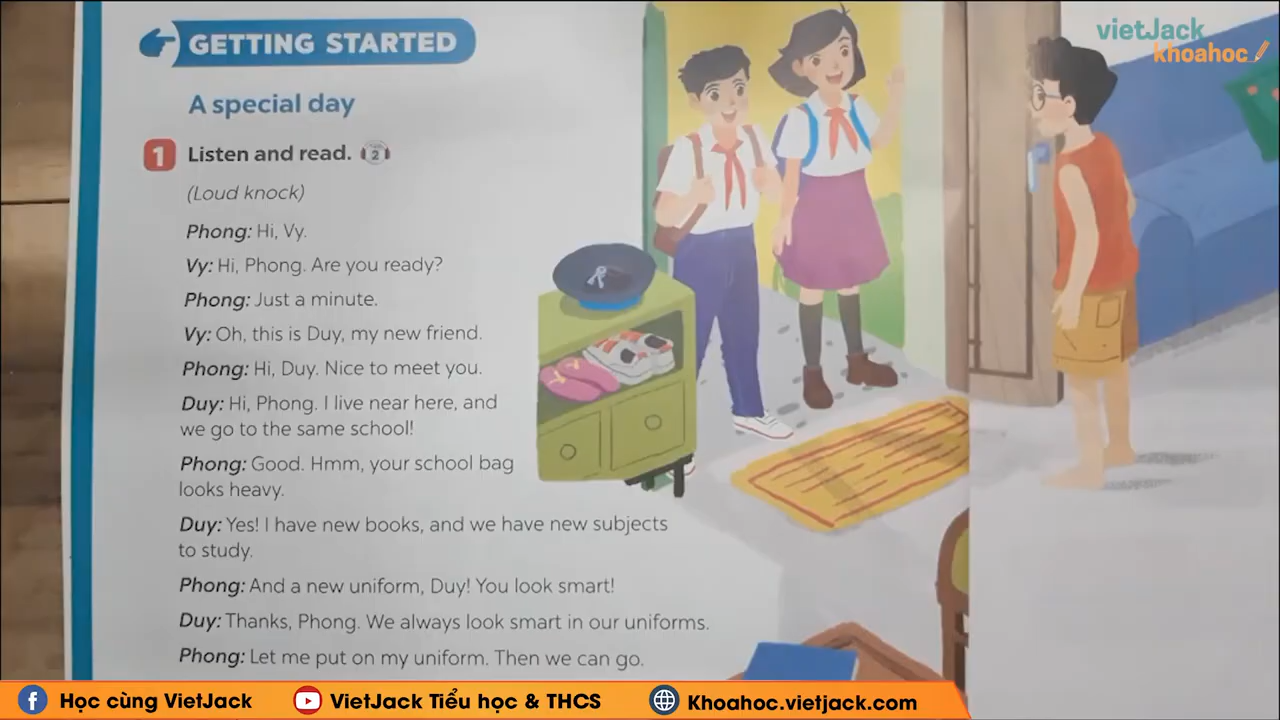 GETTING STARTED
vietJack
khoahoc
A special day
1 Listen and read. 2
(Loud knock)
Phong: Hi, Vy.
Vy: Hi, Phong. Are you ready?
Phong: Just a minute.
Vy: Oh, this is Duy, my new friend.
Phong: Hi, Duy. Nice to meet you.
Duy: Hi, Phong. I live near here, and
we go to the same school!
Phong: Good. Hmm, your school bag
looks heavy.
Duy: Yes! I have new books, and we have new subjects
to study.
Phong: And a new uniform, Duy! You look smart!
Duy: Thanks, Phong. We always look smart in our uniforms.
Phong: Let me put on my uniform. Then we can go.
Học cùng VietJack
VietJack Tiểu học & THCS
Khoahoc.vietjack.com